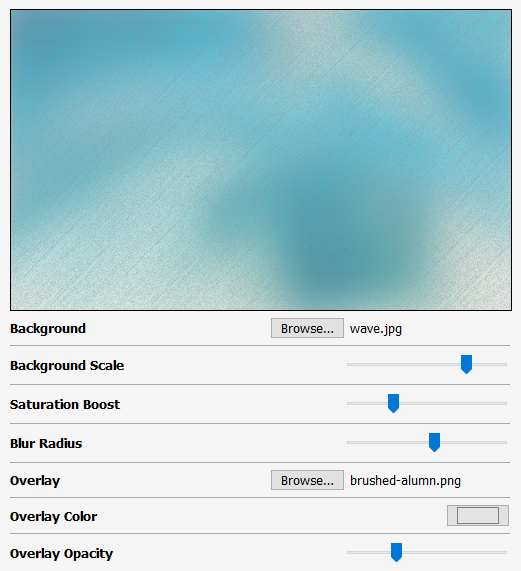 Background Browse... wave.jpg
Background Scale
Saturation Boost
Blur Radius
Overlay Browse... brushed-alumn.png
Overlay Color
Overlay Opacity